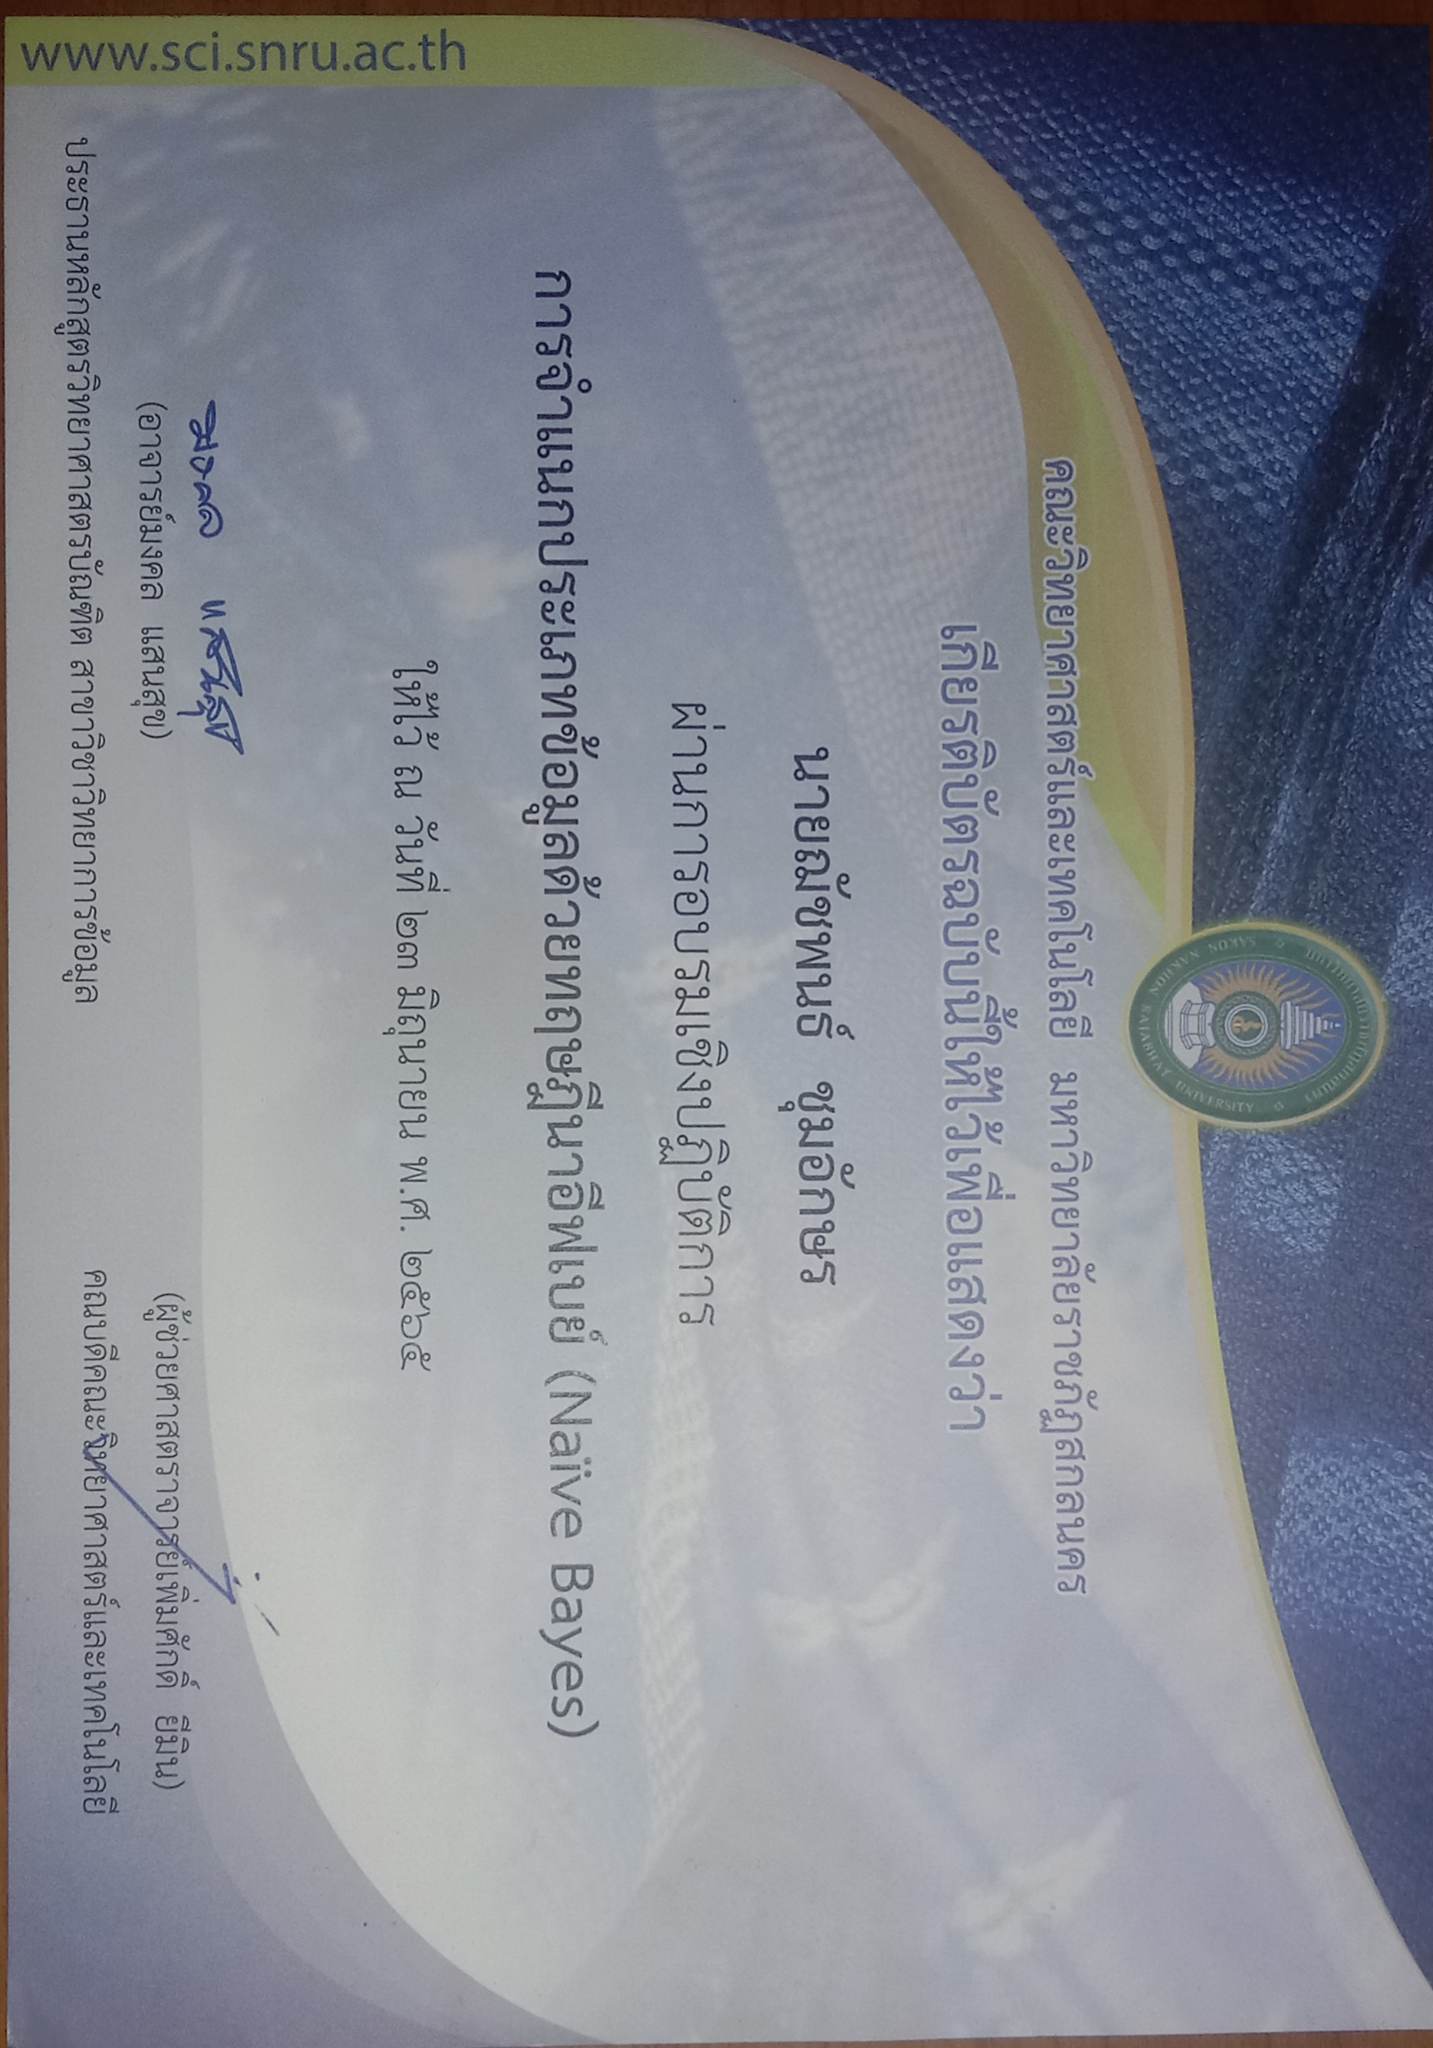 คณะวิทยาศาสตร์และเทคโนโลยี มหาวิทยาลัยราชภัฏสกลนคร
เกียรติบัตรฉบับนี้ให้ไว้เพื่อแสดงว่า
นายณัชพนธ์ ชุมอักษร
ผ่านการอบรมเชิงปฏิบัติการ
การจำแนกประเภทข้อมูลด้วยทฤษฎีนาอีฟเบย์ (Naïve Bayes)
ให้ไว้ ณ วันที่ ๒๓ มิถุนายน พ.ศ. ๒๕๖๕
มงคล แสนสุข
(อาจารย์มงคล แสนสุข)
ประธานหลักสูตรวิทยาศาสตรบัณฑิต สาขาวิชาวิทยาการข้อมูล
(ผู้ช่วยศาสตราจารย์เพิ่มศักดิ์ ยีมิน)
คณบดีคณะวิทยาศาสตร์และเทคโนโลยี
www.sci.snru.ac.th
SAKON NAKHON RAJABHAT UNIVERSITY